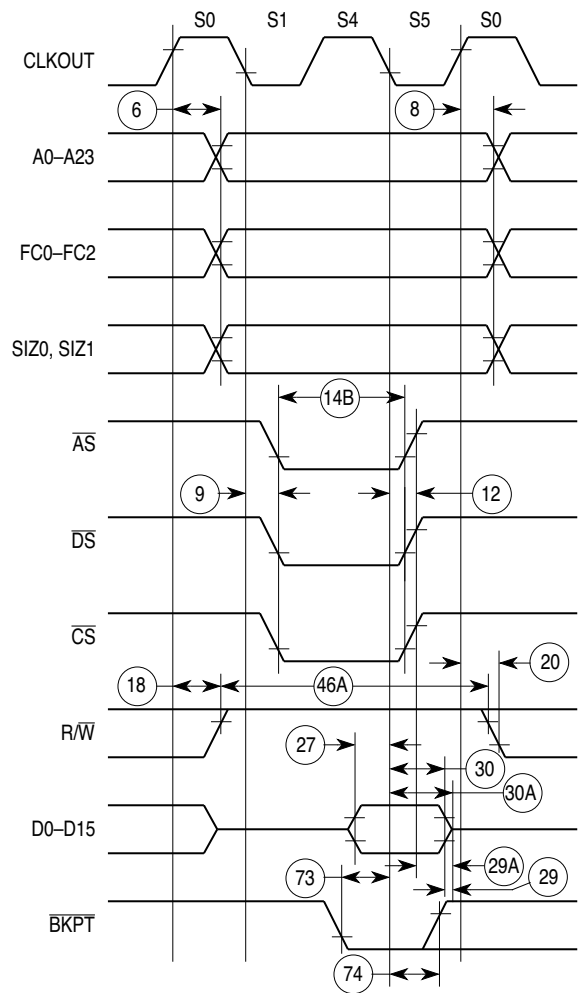 S0 S1 S4 S5 S0
CLKOUT
6 8
A0–A23
FC0–FC2
SIZ0, SIZ1
14B
AS
9 12
DS
CS
18 46A 20
R/W
27 30
30A
D0–D15
29A
73 29
BKPT
74